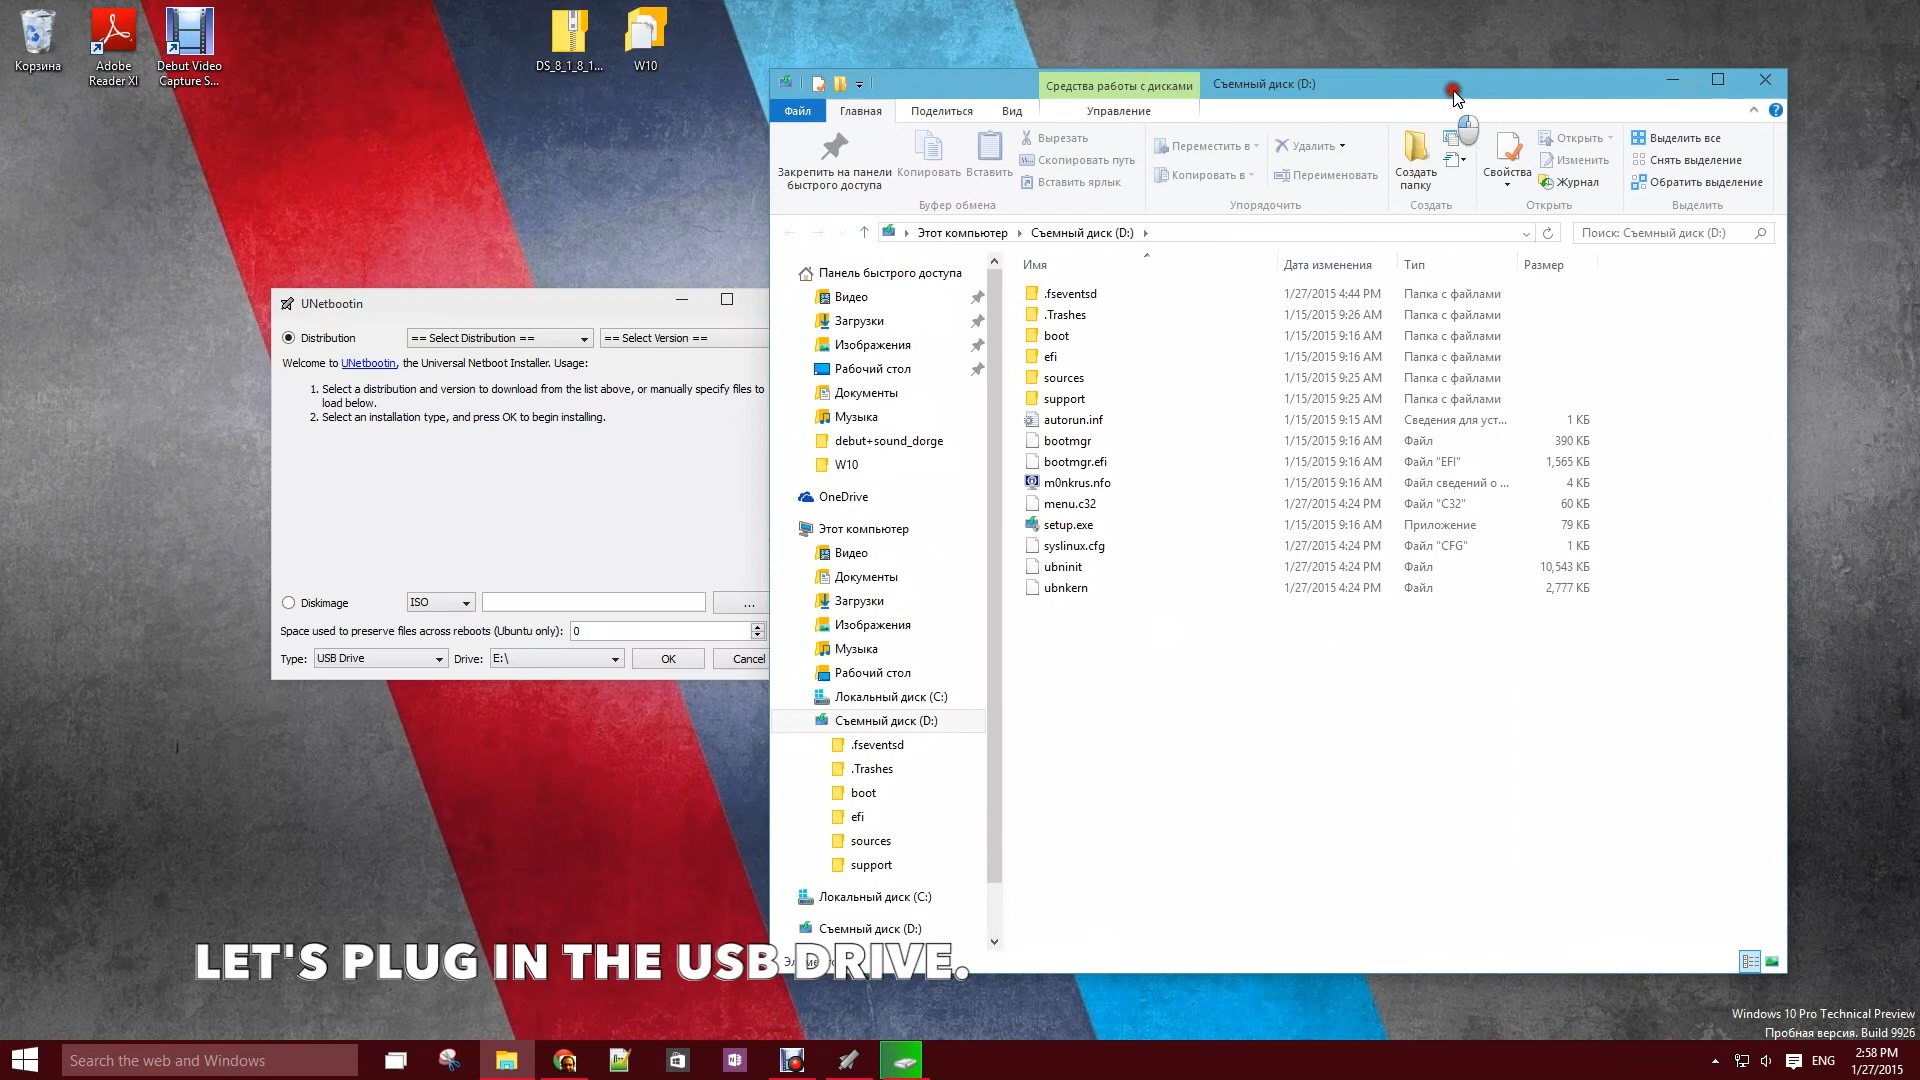 Корзина
Adobe Reader XI
Debut Video Capture S...
DS_8_1_8_1...
W10
Средства работы с дисками
Съемный диск (D:)
Файл
Главная
Поделиться
Вид
Управление
Закрепить на панели быстрого доступа
Копировать
Вставить
Вырезать
Скопировать путь
Вставить ярлык
Буфер обмена
Переместить в
Копировать в
Удалить
Переименовать
Упорядочить
Создать папку
Создать
Свойства
Открыть
Изменить
Журнал
Открыть
Выделить все
Снять выделение
Обратить выделение
Выделить
Этот компьютер
Съемный диск (D:)
Поиск: Съемный диск (D:)
Имя Дата изменения Тип Размер
.fseventsd 1/27/2015 4:44 PM Папка с файлами
.Trashes 1/15/2015 9:26 AM Папка с файлами
boot 1/15/2015 9:16 AM Папка с файлами
efi 1/15/2015 9:16 AM Папка с файлами
sources 1/15/2015 9:25 AM Папка с файлами
support 1/15/2015 9:25 AM Папка с файлами
autorun.inf 1/15/2015 9:15 AM Сведения для уст... 1 КБ
bootmgr 1/15/2015 9:16 AM Файл 390 КБ
bootmgr.efi 1/15/2015 9:16 AM Файл "EFI" 1,565 КБ
m0nkrus.nfo 1/15/2015 9:16 AM Файл сведений о ... 4 КБ
menu.c32 1/27/2015 4:24 PM Файл "C32" 60 КБ
setup.exe 1/15/2015 9:16 AM Приложение 79 КБ
syslinux.cfg 1/27/2015 4:24 PM Файл "CFG" 1 КБ
ubninit 1/27/2015 4:24 PM Файл 10,543 КБ
ubnkern 1/27/2015 4:24 PM Файл 2,777 КБ
Панель быстрого доступа
Видео
Загрузки
Изображения
Рабочий стол
Документы
Музыка
debut+sound_dorge
W10
OneDrive
Этот компьютер
Видео
Документы
Загрузки
Изображения
Музыка
Рабочий стол
Локальный диск (C:)
Съемный диск (D:)
.fseventsd
.Trashes
boot
efi
sources
support
Локальный диск (C:)
Съемный диск (D:)
UNetbootin
Distribution
== Select Distribution ==
== Select Version ==
Welcome to UNetbootin, the Universal Netboot Installer. Usage:
1. Select a distribution and version to download from the list above, or manually specify files to
load below.
2. Select an installation type, and press OK to begin installing.
Diskimage
ISO
...
Space used to preserve files across reboots (Ubuntu only): 0
Type: USB Drive
Drive: E:\
OK
Cancel
LET'S PLUG IN THE USB DRIVE.
Windows 10 Pro Technical Preview
Пробная версия. Build 9926
Search the web and Windows
ENG
2:58 PM
1/27/2015